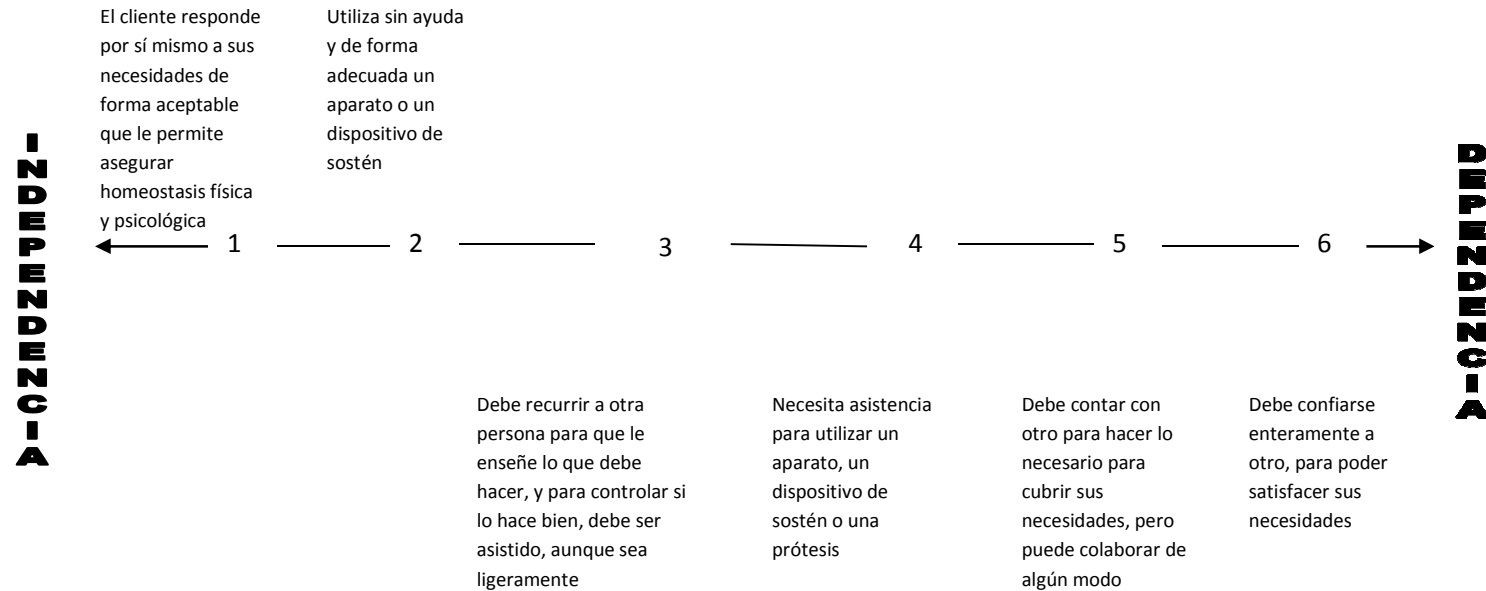 El cliente responde
por sí mismo a sus
necesidades de
forma aceptable
que le permite
asegurar
homeostasis física
y psicológica
Utiliza sin ayuda
y de forma
adecuada un
aparato o un
dispositivo de
sostén
INDEPENDENCIA
1 2 3 4 5 6
DEPENDENCIA
Debe recurrir a otra
persona para que le
enseñe lo que debe
hacer, y para controlar si
lo hace bien, debe ser
asistido, aunque sea
ligeramente
Necesita asistencia
para utilizar un
aparato, un
dispositivo de
sostén o una
prótesis
Debe contar con
otro para hacer lo
necesario para
cubrir sus
necesidades, pero
puede colaborar de
algún modo
Debe confiarse
enteramente a
otro, para poder
satisfacer sus
necesidades